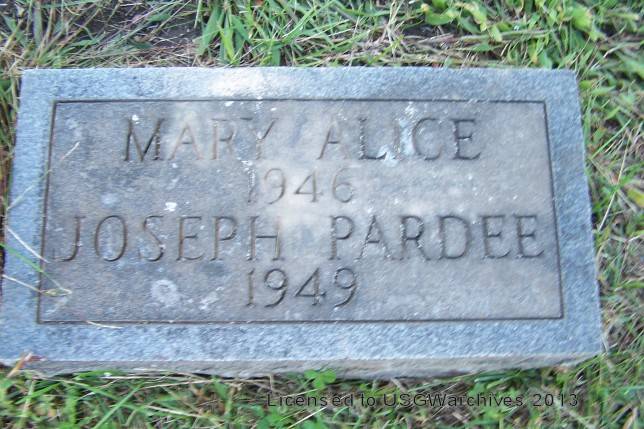 MARY ALICE
1946
JOSEPH PARDEE
1949
Licensed to USGWarchives 2013